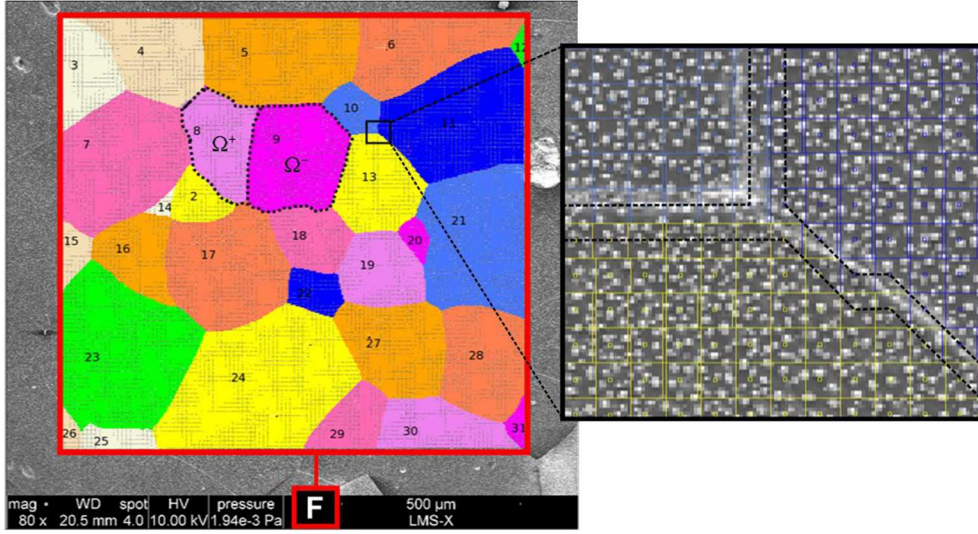 3
4
5
6
12
7
8
Ω⁺
9
Ω⁻
10
11
13
14
2
15
16
17
18
19
20
21
22
23
24
27
28
26
25
29
30
31
F
mag
WD
spot
HV
pressure
500 µm
80 x
20.5 mm
4.0
10.00 kV
1.94e-3 Pa
LMS-X